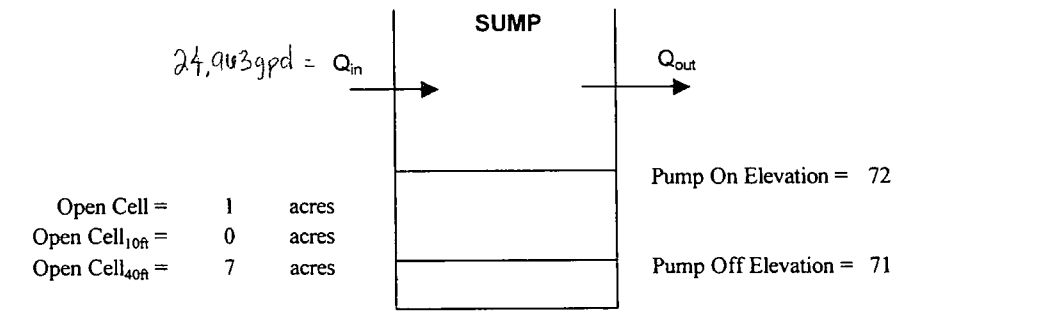 SUMP
24,903gpd = Q_in
Q_out
Pump On Elevation = 72
Open Cell = 1 acres
Open Cell_10ft = 0 acres
Open Cell_40ft = 7 acres
Pump Off Elevation = 71